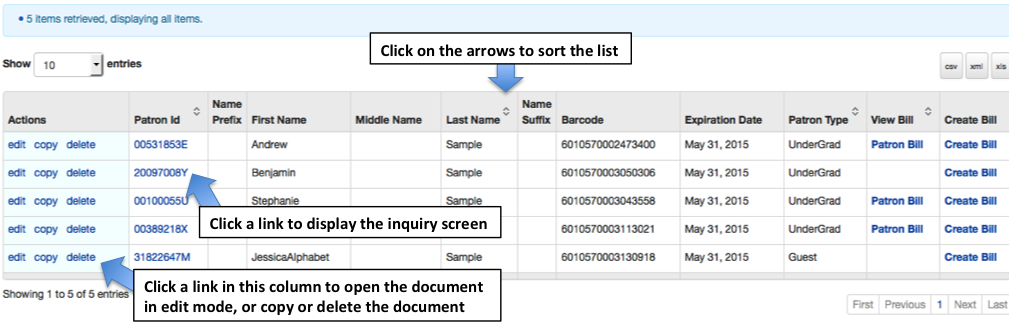 • 5 items retrieved, displaying all items.
Click on the arrows to sort the list
Show 10 entries
csv xml xls
Actions Patron Id Name Prefix First Name Middle Name Last Name Name Suffix Barcode Expiration Date Patron Type View Bill Create Bill
edit copy delete 00531853E Andrew Sample 6010570002473400 May 31, 2015 UnderGrad Patron Bill Create Bill
edit copy delete 20097008Y Benjamin Sample 6010570003050306 May 31, 2015 UnderGrad Create Bill
edit copy delete 00100055U Stephanie Sample 6010570003043558 May 31, 2015 UnderGrad Patron Bill Create Bill
Click a link to display the inquiry screen
edit copy delete 00389218X 6010570003113021 May 31, 2015 UnderGrad Patron Bill Create Bill
edit copy delete 31822647M JessicaAlphabet Sample 6010570003130918 May 31, 2015 Guest Create Bill
Click a link in this column to open the document
in edit mode, or copy or delete the document
Showing 1 to 5 of 5 entries
First Previous 1 Next Last